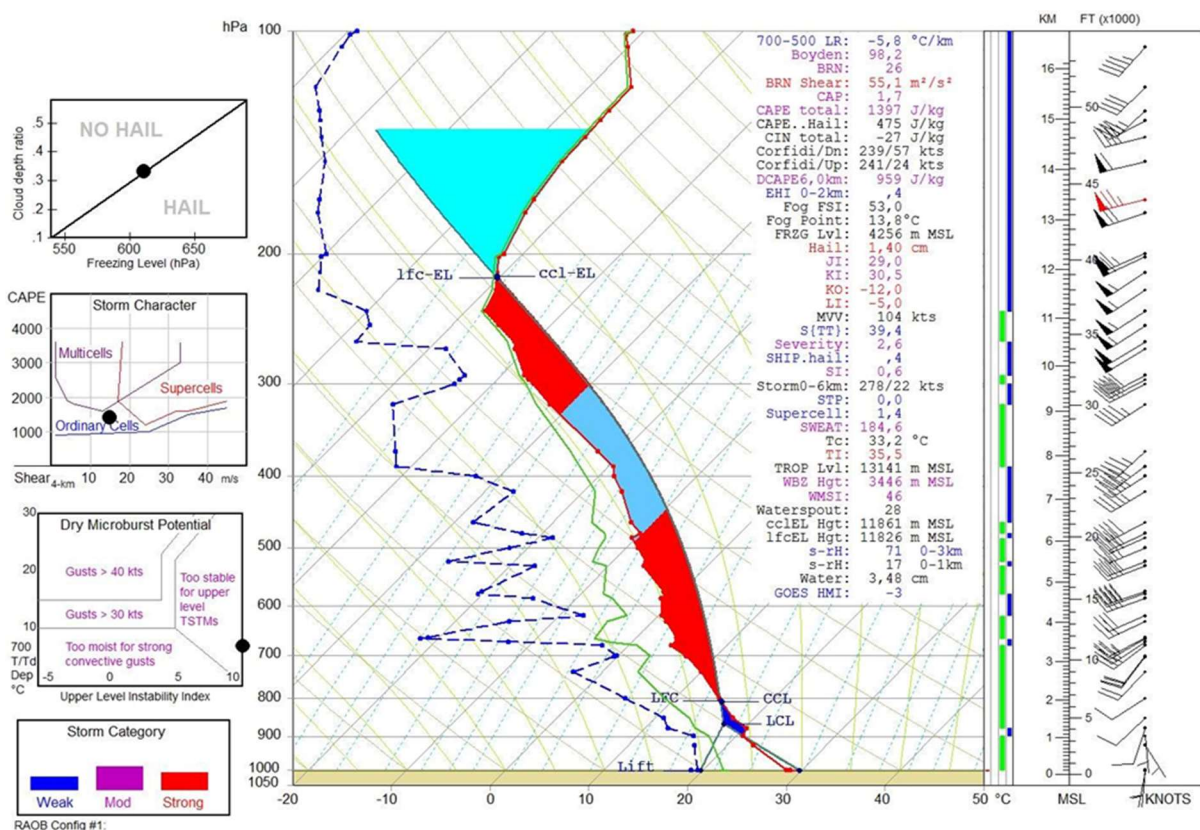 hPa
KM FT (x1000)
100
200
300
400
500
600
700
800
900
1000
1050
-20 -10 0 10 20 30 40 50 °C MSL KNOTS
NO HAIL
HAIL
Cloud depth ratio
.5
.4
.3
.2
.1
550 600 650
Freezing Level (hPa)
CAPE
Storm Character
4000
3000
2000
1000
Multicells
Supercells
Ordinary Cells
Shear 4-km 10 20 30 40 m/s
Dry Microburst Potential
30
20
10
700
T/Td
Dep
°C
Gusts > 40 kts
Gusts > 30 kts
Too moist for strong
convective gusts
Too stable
for upper
level
TSTMs
-5 0 5 10
Upper Level Instability Index
Storm Category
Weak Mod Strong
RAOB Config #1:
lfc-EL ccl-EL
LFC CCL
LCL
Lift
700-500 LR: -5,8 °C/km
Boyden: 98,2
BRN: 26
BRN Shear: 55,1 m²/s²
CAP: 1,7
CAPE total: 1397 J/kg
CAPE..Hail: 475 J/kg
CIN total: -27 J/kg
Corfidi/Dn: 239/57 kts
Corfidi/Up: 241/24 kts
DCAPE6,0km: 959 J/kg
EHI 0-2km: ,4
Fog FSI: 53,0
Fog Point: 13,8°C
FRZG Lvl: 4256 m MSL
Hail: 1,40 cm
JI: 29,0
KI: 30,5
KO: -12,0
LI: -5,0
MVV: 104 kts
S{TT}: 39,4
Severity: 2,6
SHIP.hail: ,4
SI: 0,6
Storm0-6km: 278/22 kts
STP: 0,0
Supercell: 1,4
SWEAT: 184,6
Tc: 33,2 °C
TI: 35,5
TROP Lvl: 13141 m MSL
WBZ Hgt: 3446 m MSL
WMSI: 46
Waterspout: 28
cclEL Hgt: 11861 m MSL
lfcEL Hgt: 11826 m MSL
s-rH: 71 0-3km
s-rH: 17 0-1km
Water: 3,48 cm
GOES HMI: -3
16
15
14
13
12
11
10
9
8
7
6
5
4
3
2
1
0
50
45
40
35
30
25
20
15
10
5
0